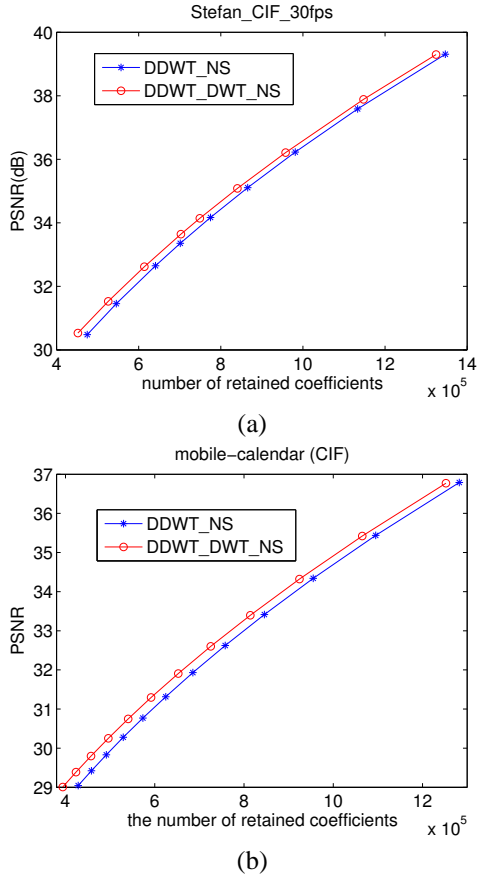 Stefan_CIF_30fps
40
38
36
34
32
30
PSNR(dB)
DDWT_NS
DDWT_DWT_NS
4 6 8 10 12 14
number of retained coefficients
x 10^5
(a)
mobile−calendar (CIF)
37
36
35
34
33
32
31
30
29
PSNR
DDWT_NS
DDWT_DWT_NS
4 6 8 10 12
the number of retained coefficients
x 10^5
(b)